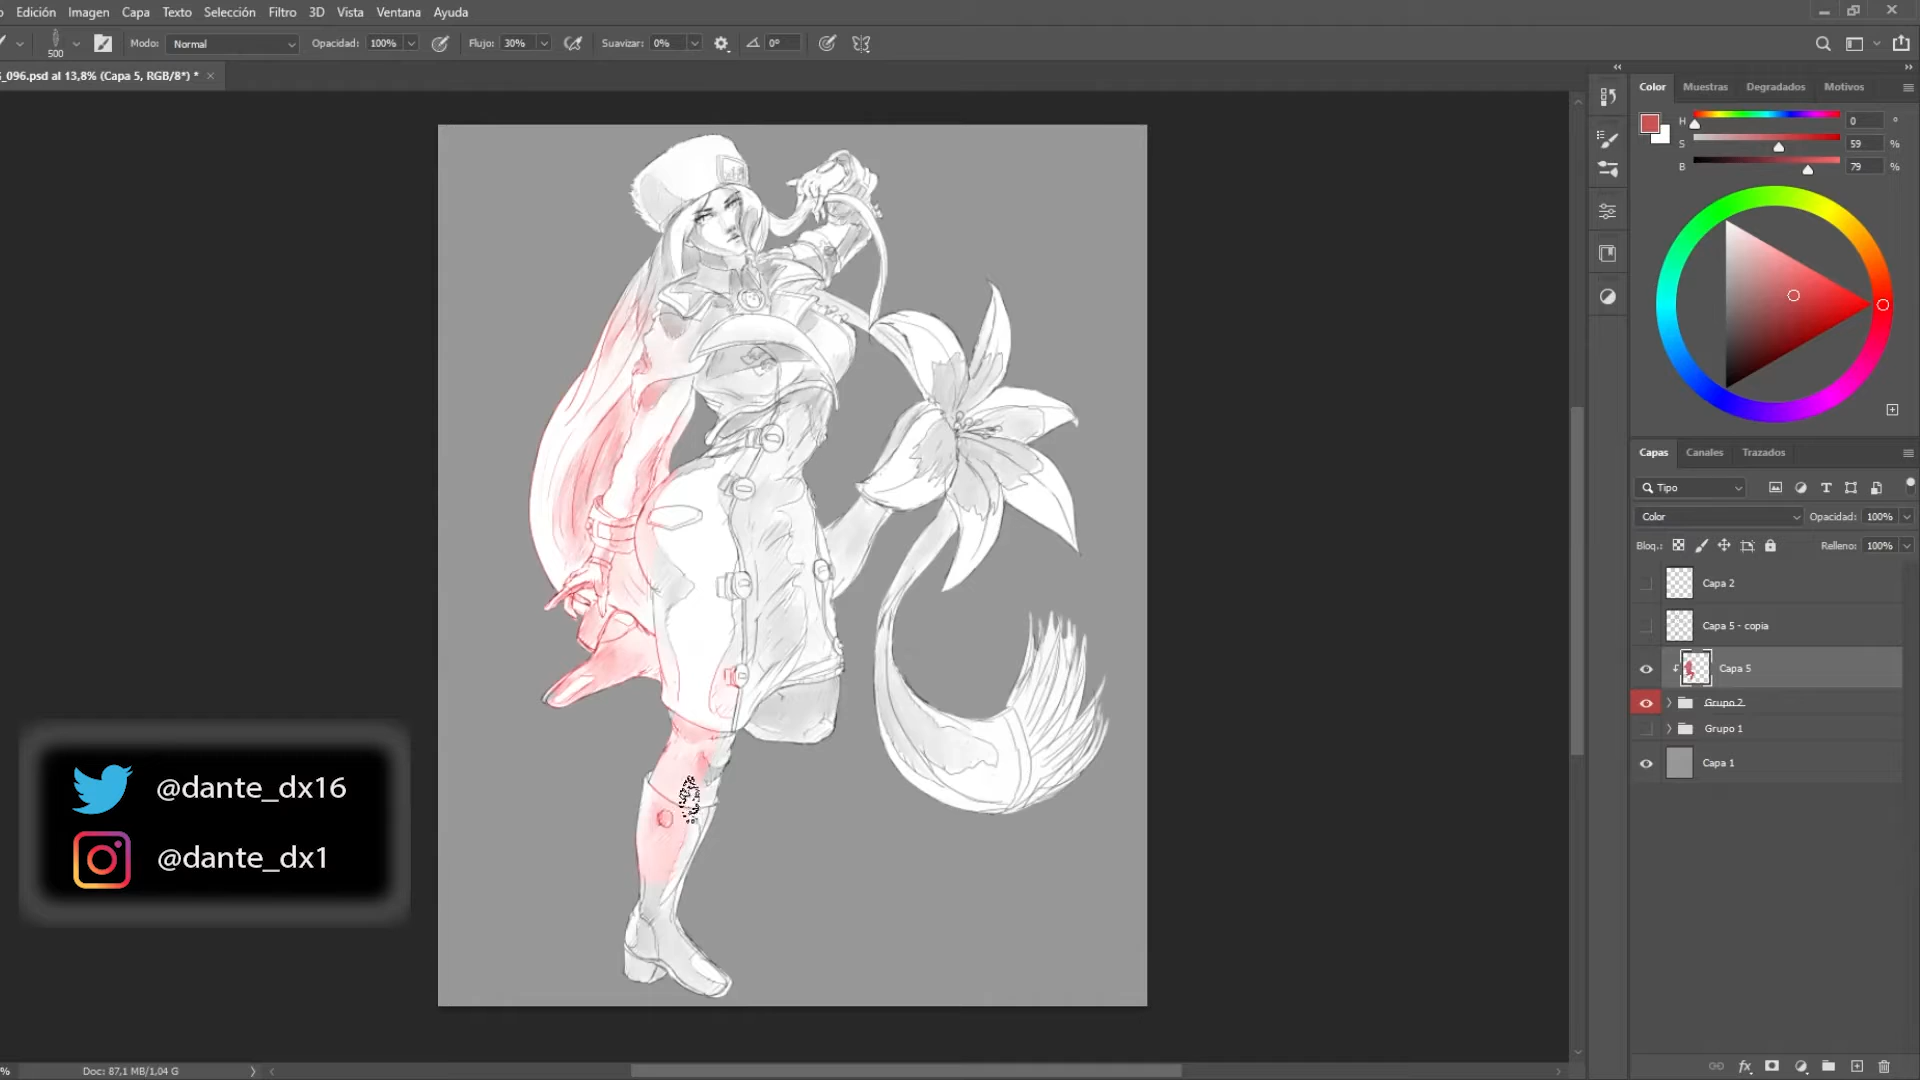 Edición Imagen Capa Texto Selección Filtro 3D Vista Ventana Ayuda
500 Modo: Normal Opacidad: 100% Flujo: 30% Suavizar: 0% 0°
_096.psd al 13,8% (Capa 5, RGB/8*) *
Color Muestras Degradados Motivos
H 0 °
S 59 %
B 79 %
Capas Canales Trazados
Tipo
Color Opacidad: 100%
Bloq.: Relleno: 100%
Capa 2
Capa 5 - copia
Capa 5
Grupo 2
Grupo 1
Capa 1
@dante_dx16
@dante_dx1
% Doc: 87,1 MB/1,04 G